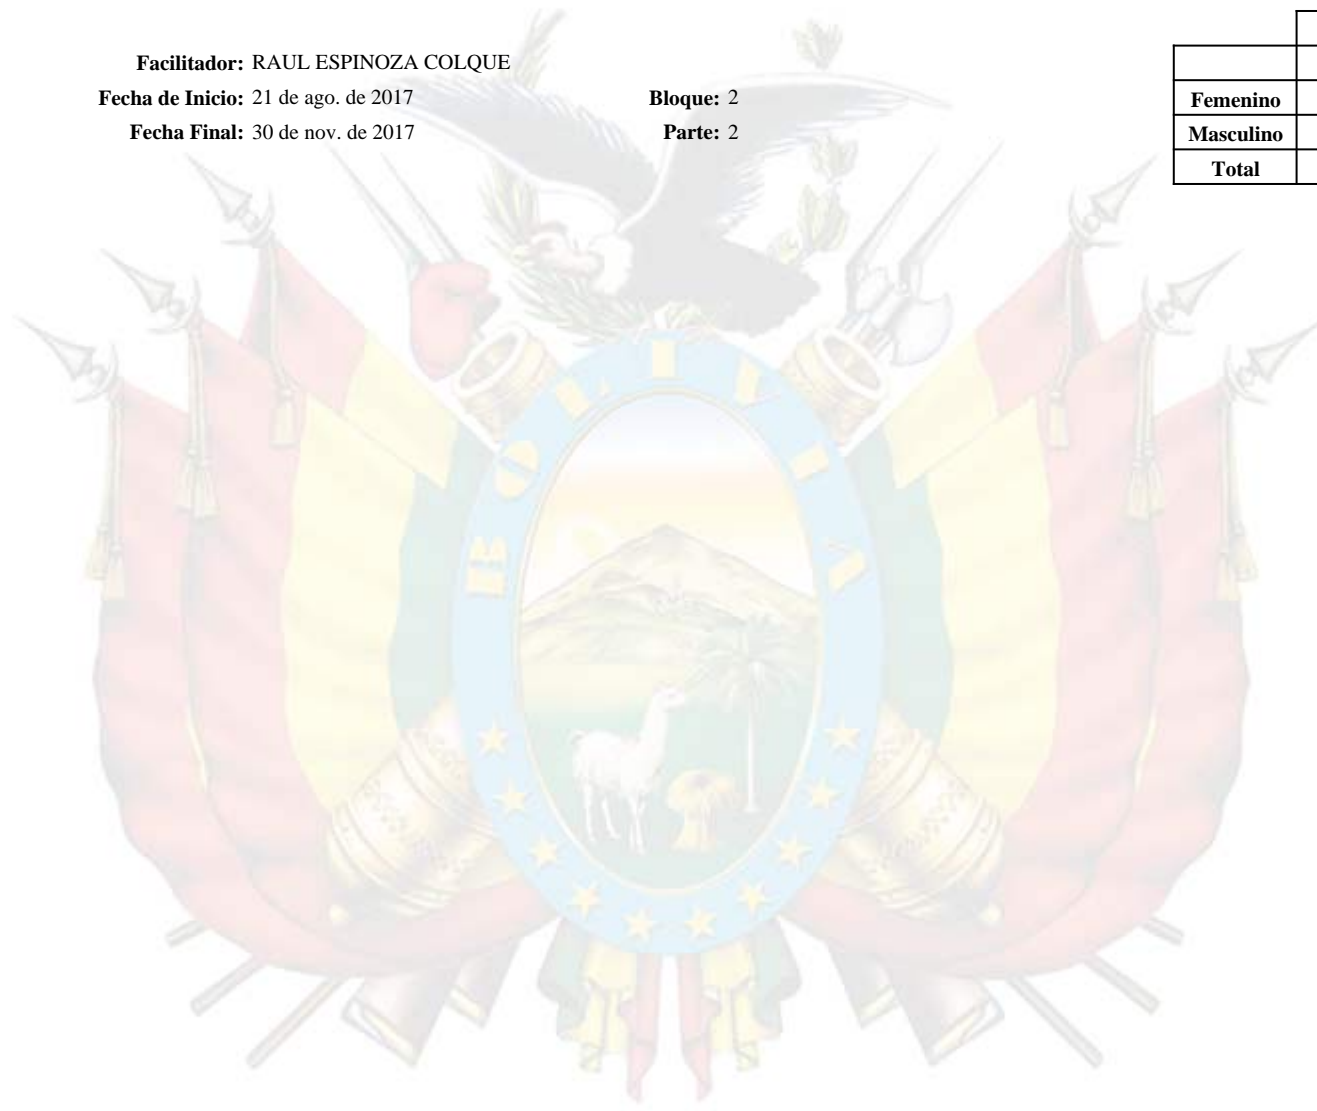 Facilitador: RAUL ESPINOZA COLQUE
Fecha de Inicio: 21 de ago. de 2017 Bloque: 2
Fecha Final: 30 de nov. de 2017 Parte: 2
Femenino
Masculino
Total
BOLIVIA